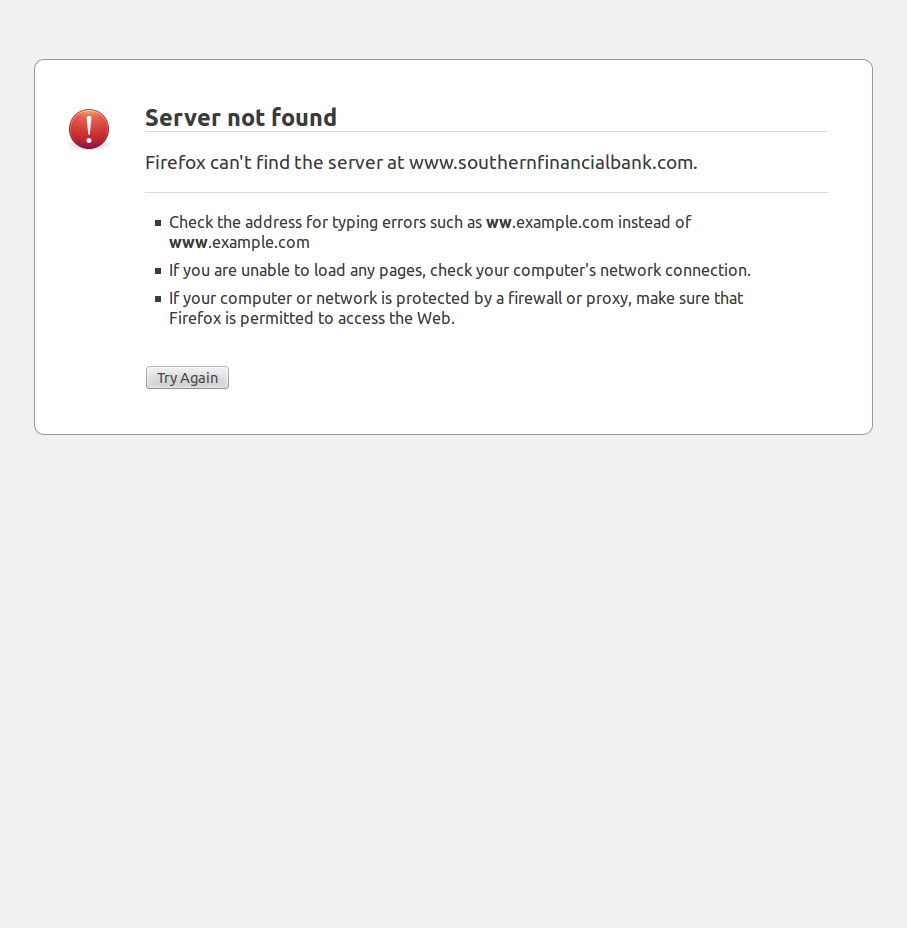 Server not found
Firefox can't find the server at www.southernfinancialbank.com.
Check the address for typing errors such as ww.example.com instead of
www.example.com
If you are unable to load any pages, check your computer's network connection.
If your computer or network is protected by a firewall or proxy, make sure that
Firefox is permitted to access the Web.
Try Again